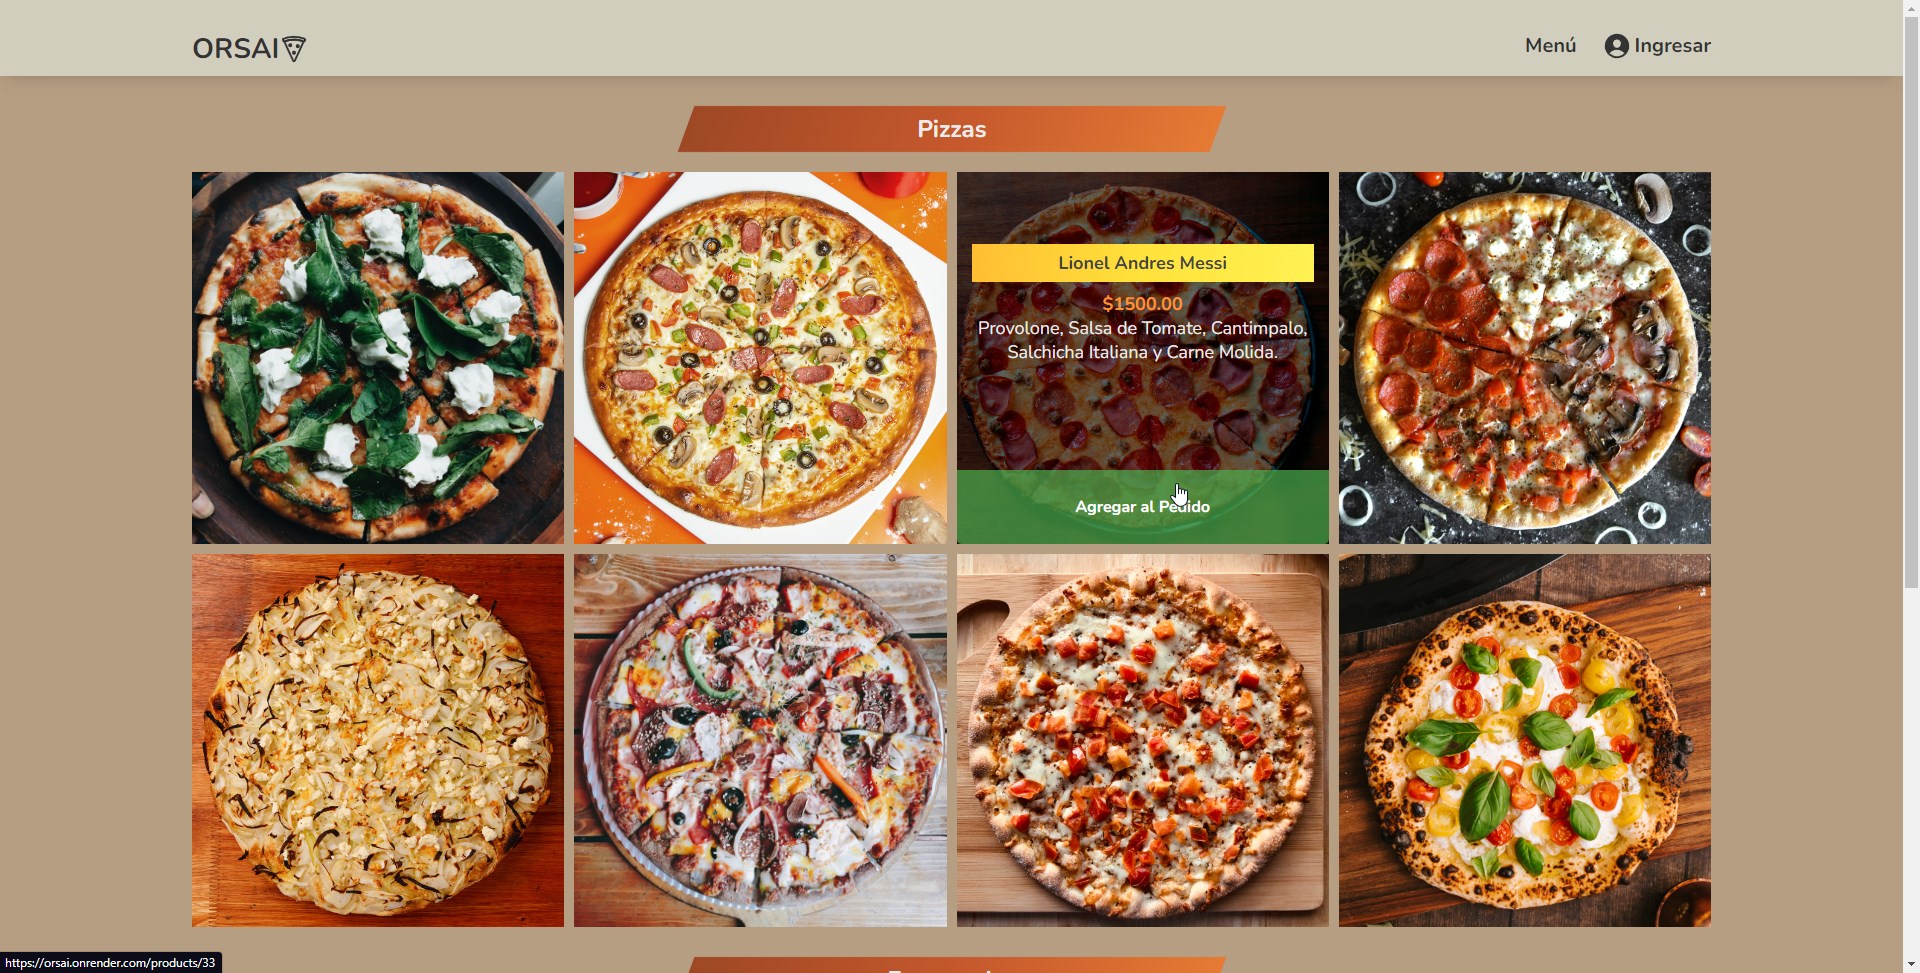 ORSAI
Menú
Ingresar
Pizzas
Lionel Andres Messi
$1500.00
Provolone, Salsa de Tomate, Cantimpalo,
Salchicha Italiana y Carne Molida.
Agregar al Pedido
https://orsai.onrender.com/products/33